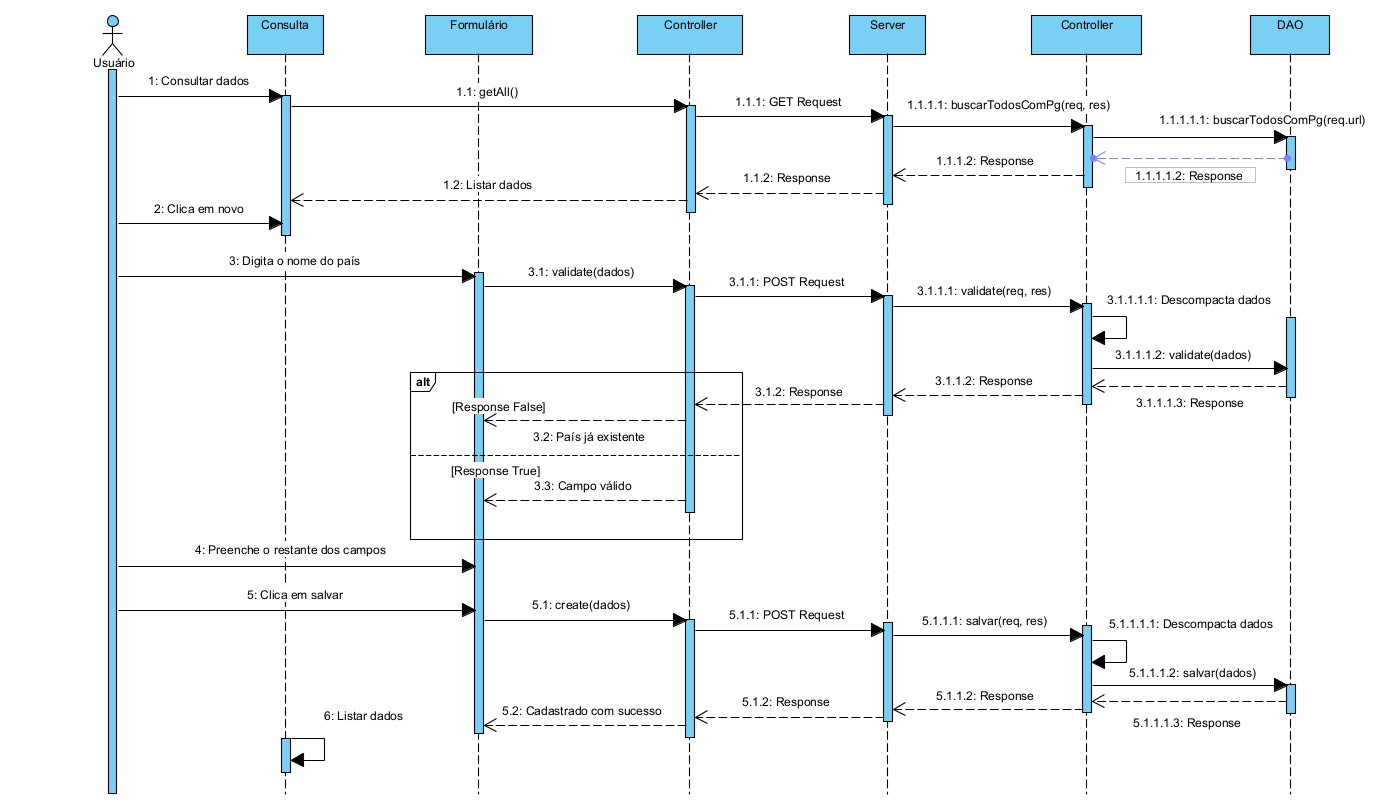 Usuário
Consulta
Formulário
Controller
Server
Controller
DAO
1: Consultar dados
1.1: getAll()
1.1.1: GET Request
1.1.1.1: buscarTodosComPg(req, res)
1.1.1.1.1: buscarTodosComPg(req.url)
1.1.1.1.2: Response
1.1.1.2: Response
1.1.2: Response
1.2: Listar dados
2: Clica em novo
3: Digita o nome do país
3.1: validate(dados)
3.1.1: POST Request
3.1.1.1: validate(req, res)
3.1.1.1.1: Descompacta dados
3.1.1.1.2: validate(dados)
3.1.1.1.3: Response
3.1.1.2: Response
3.1.2: Response
alt
[Response False]
3.2: País já existente
[Response True]
3.3: Campo válido
4: Preenche o restante dos campos
5: Clica em salvar
5.1: create(dados)
5.1.1: POST Request
5.1.1.1: salvar(req, res)
5.1.1.1.1: Descompacta dados
5.1.1.1.2: salvar(dados)
5.1.1.1.3: Response
5.1.1.2: Response
5.1.2: Response
5.2: Cadastrado com sucesso
6: Listar dados